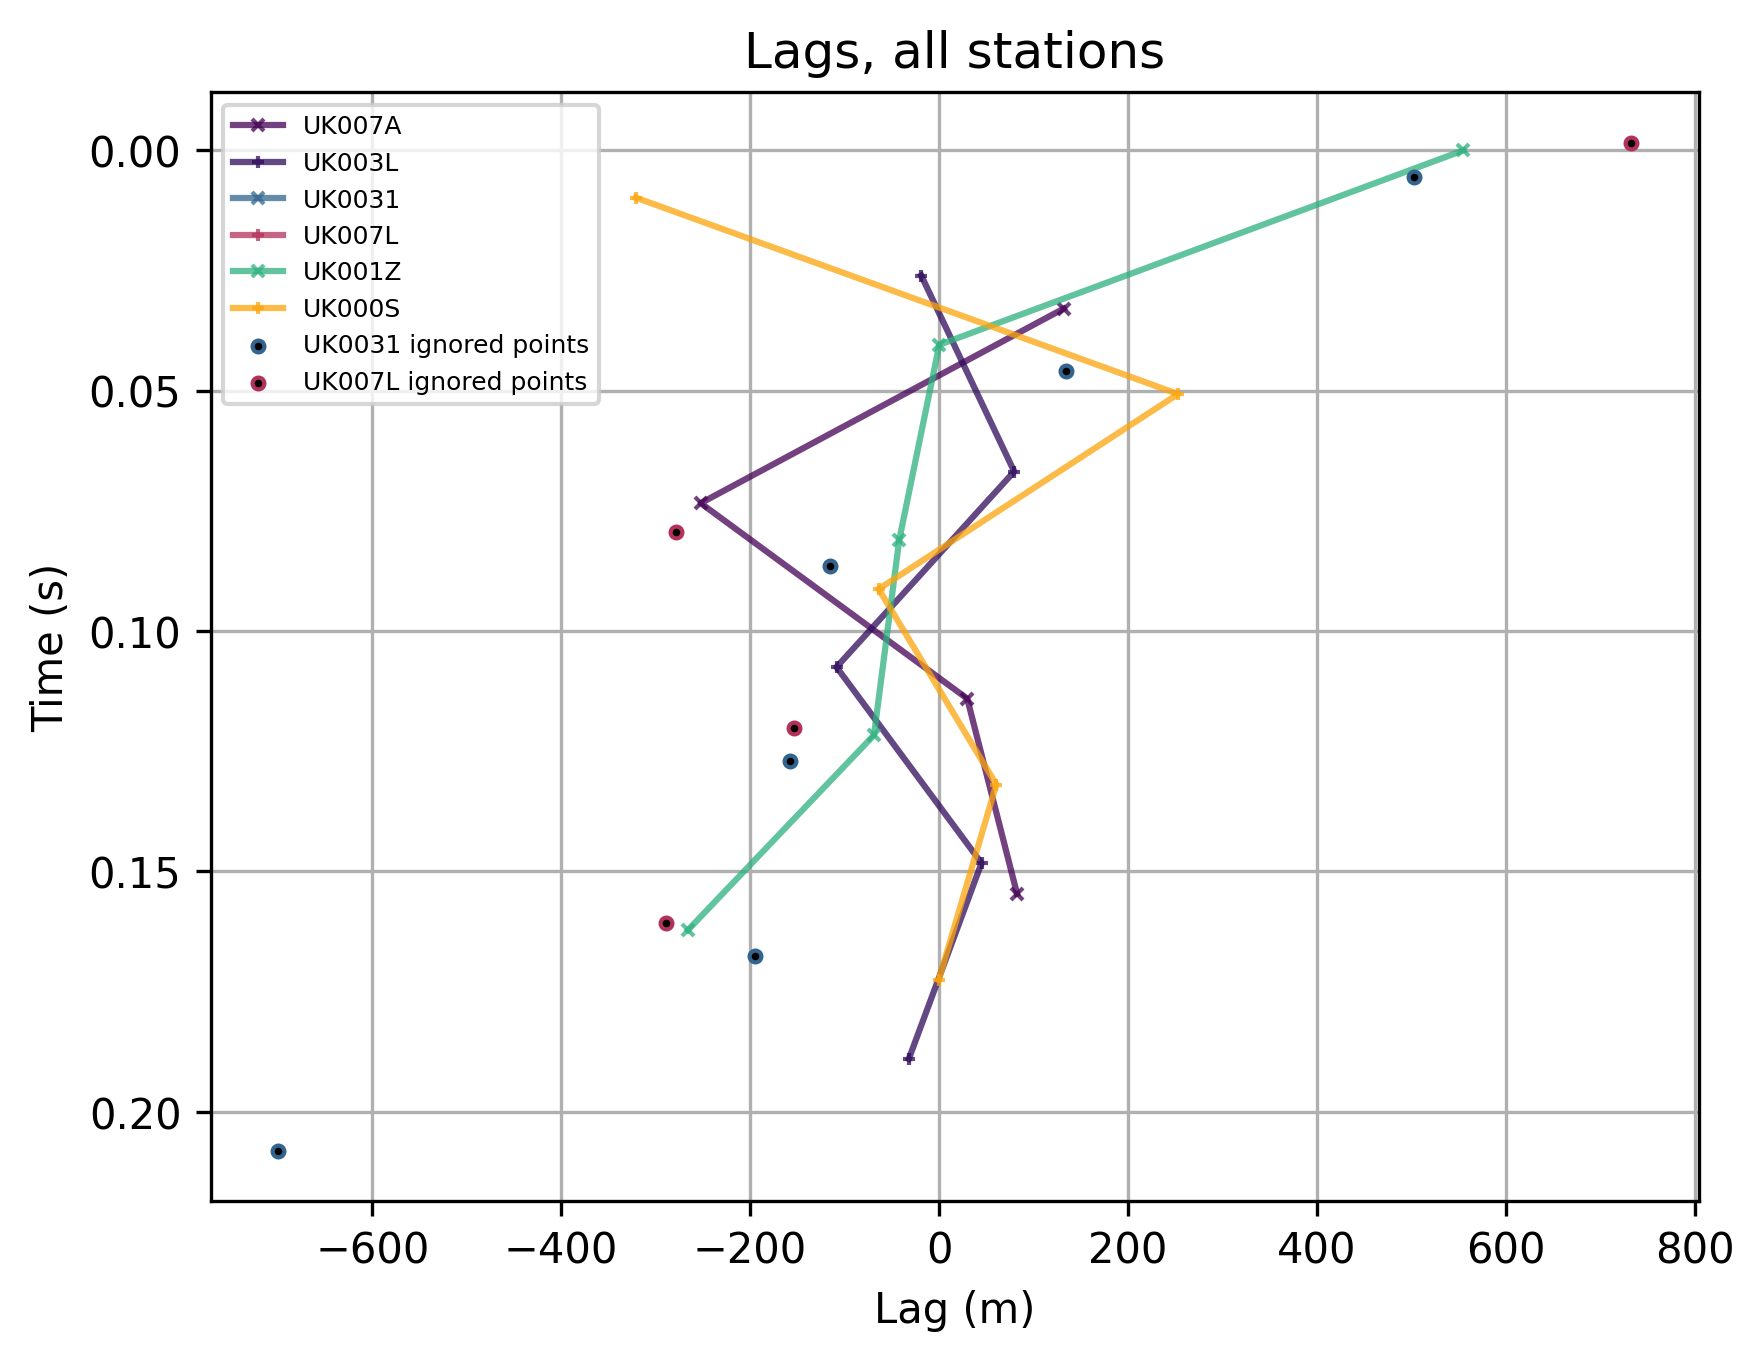 Lags, all stations
UK007A
UK003L
UK0031
UK007L
UK001Z
UK000S
UK0031 ignored points
UK007L ignored points
0.00
0.05
0.10
0.15
0.20
Time (s)
−600
−400
−200
0
200
400
600
800
Lag (m)